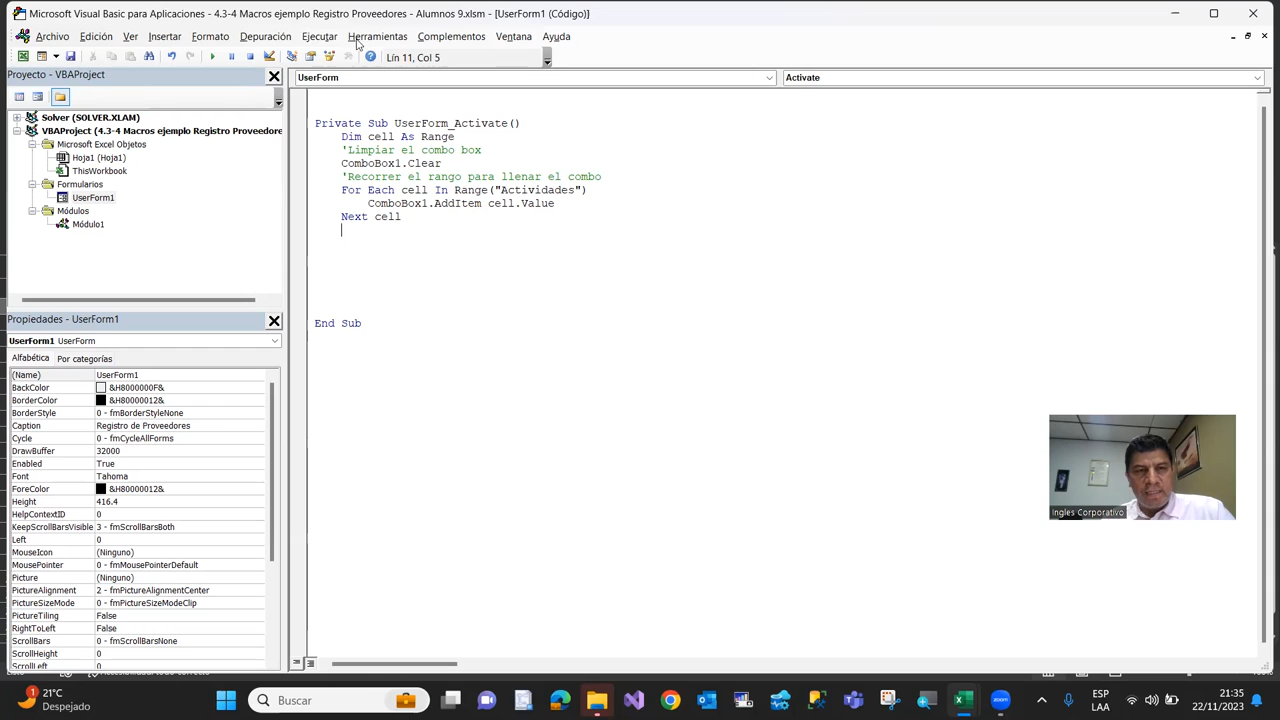 Microsoft Visual Basic para Aplicaciones - 4.3-4 Macros ejemplo Registro Proveedores - Alumnos 9.xlsm - [UserForm1 (Código)]
Archivo Edición Ver Insertar Formato Depuración Ejecutar Herramientas Complementos Ventana Ayuda
Lín 11, Col 5
Proyecto - VBAProject
UserForm
Activate
Solver (SOLVER.XLAM)
VBAProject (4.3-4 Macros ejemplo Registro Proveedore
Microsoft Excel Objetos
Hoja1 (Hoja1)
ThisWorkbook
Formularios
UserForm1
Módulos
Módulo1
Private Sub UserForm_Activate()
Dim cell As Range
'Limpiar el combo box
ComboBox1.Clear
'Recorrer el rango para llenar el combo
For Each cell In Range("Actividades")
ComboBox1.AddItem cell.Value
Next cell
End Sub
Propiedades - UserForm1
UserForm1 UserForm
Alfabética Por categorías
(Name) UserForm1
BackColor &H8000000F&
BorderColor &H80000012&
BorderStyle 0 - fmBorderStyleNone
Caption Registro de Proveedores
Cycle 0 - fmCycleAllForms
DrawBuffer 32000
Enabled True
Font Tahoma
ForeColor &H80000012&
Height 416.4
HelpContextID 0
KeepScrollBarsVisible 3 - fmScrollBarsBoth
Left 0
MouseIcon (Ninguno)
MousePointer 0 - fmMousePointerDefault
Picture (Ninguno)
PictureAlignment 2 - fmPictureAlignmentCenter
PictureSizeMode 0 - fmPictureSizeModeClip
PictureTiling False
RightToLeft False
ScrollBars 0 - fmScrollBarsNone
ScrollHeight 0
ScrollLeft 0
Ingles Corporativo
21°C
Despejado
Buscar
ESP
LAA
21:35
22/11/2023